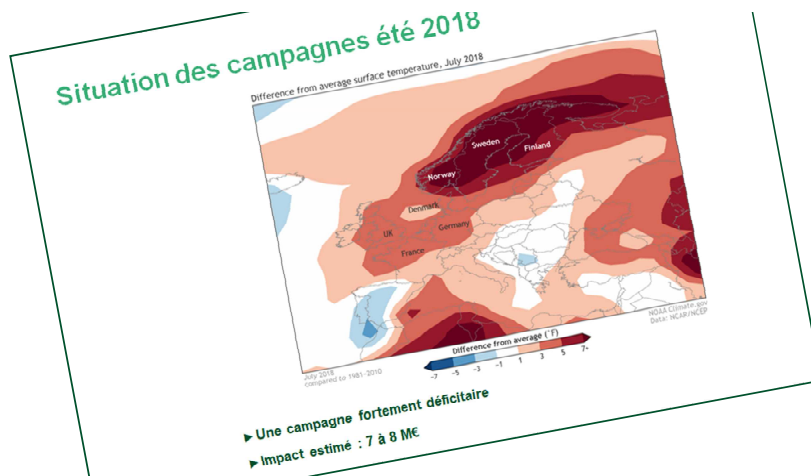 Situation des campagnes été 2018
Difference from average surface temperature, July 2018
Sweden
Finland
Norway
Denmark
UK
Germany
France
NOAA Climate.gov
Data: NCAR/NCEP
July 2018
compared to 1981-2010
Difference from average (°F)
-7 -5 -3 -1 1 3 5 7+
►Une campagne fortement déficitaire
►Impact estimé : 7 à 8 M€